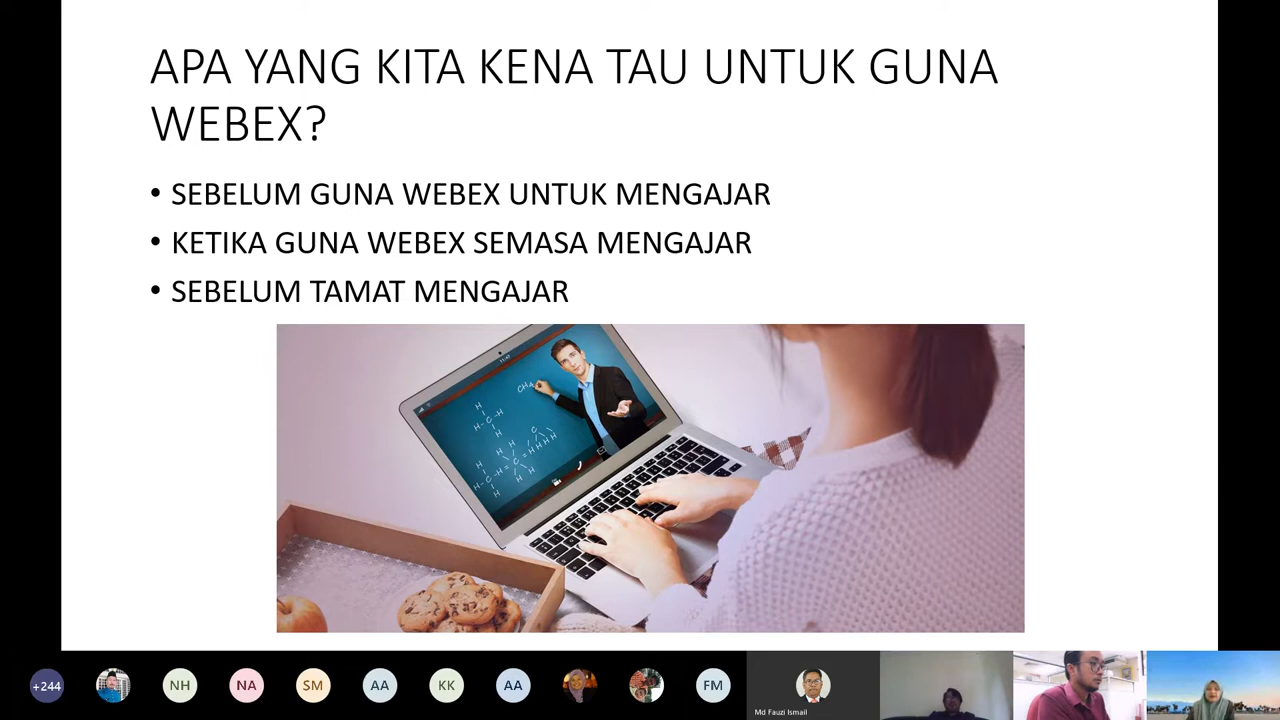 APA YANG KITA KENA TAU UNTUK GUNA
WEBEX?
• SEBELUM GUNA WEBEX UNTUK MENGAJAR
• KETIKA GUNA WEBEX SEMASA MENGAJAR
• SEBELUM TAMAT MENGAJAR
CH4
+244
NH
NA
SM
AA
KK
AA
FM
Md Fauzi Ismail